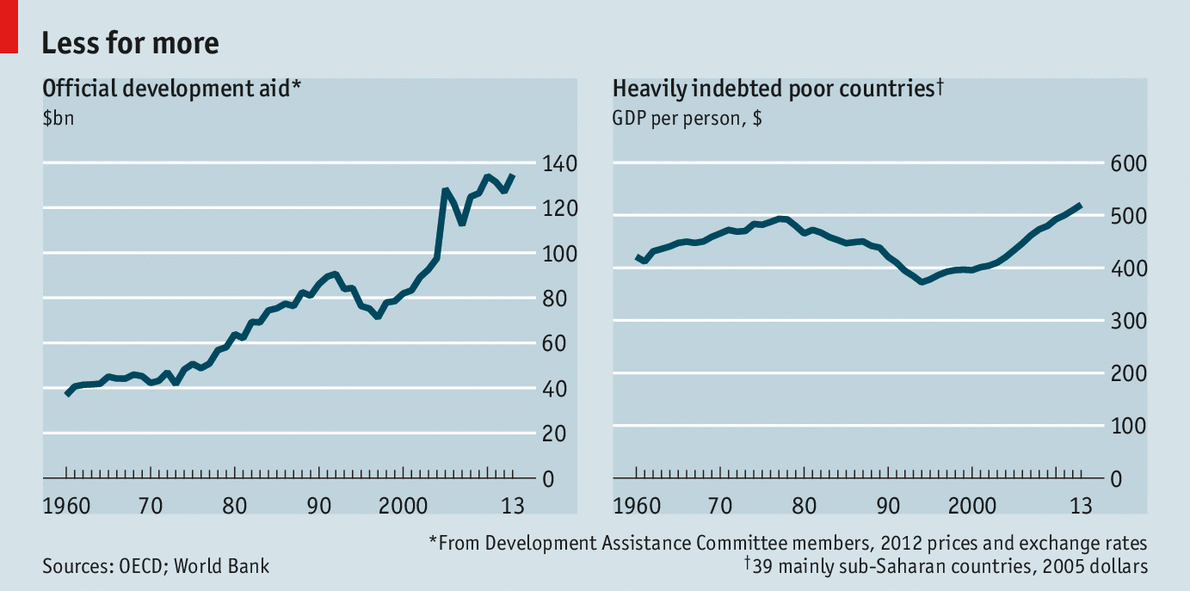 Less for more
Official development aid*
$bn
140
120
100
80
60
40
20
0
1960 70 80 90 2000 13
Heavily indebted poor countries†
GDP per person, $
600
500
400
300
200
100
0
1960 70 80 90 2000 13
*From Development Assistance Committee members, 2012 prices and exchange rates
Sources: OECD; World Bank
†39 mainly sub-Saharan countries, 2005 dollars